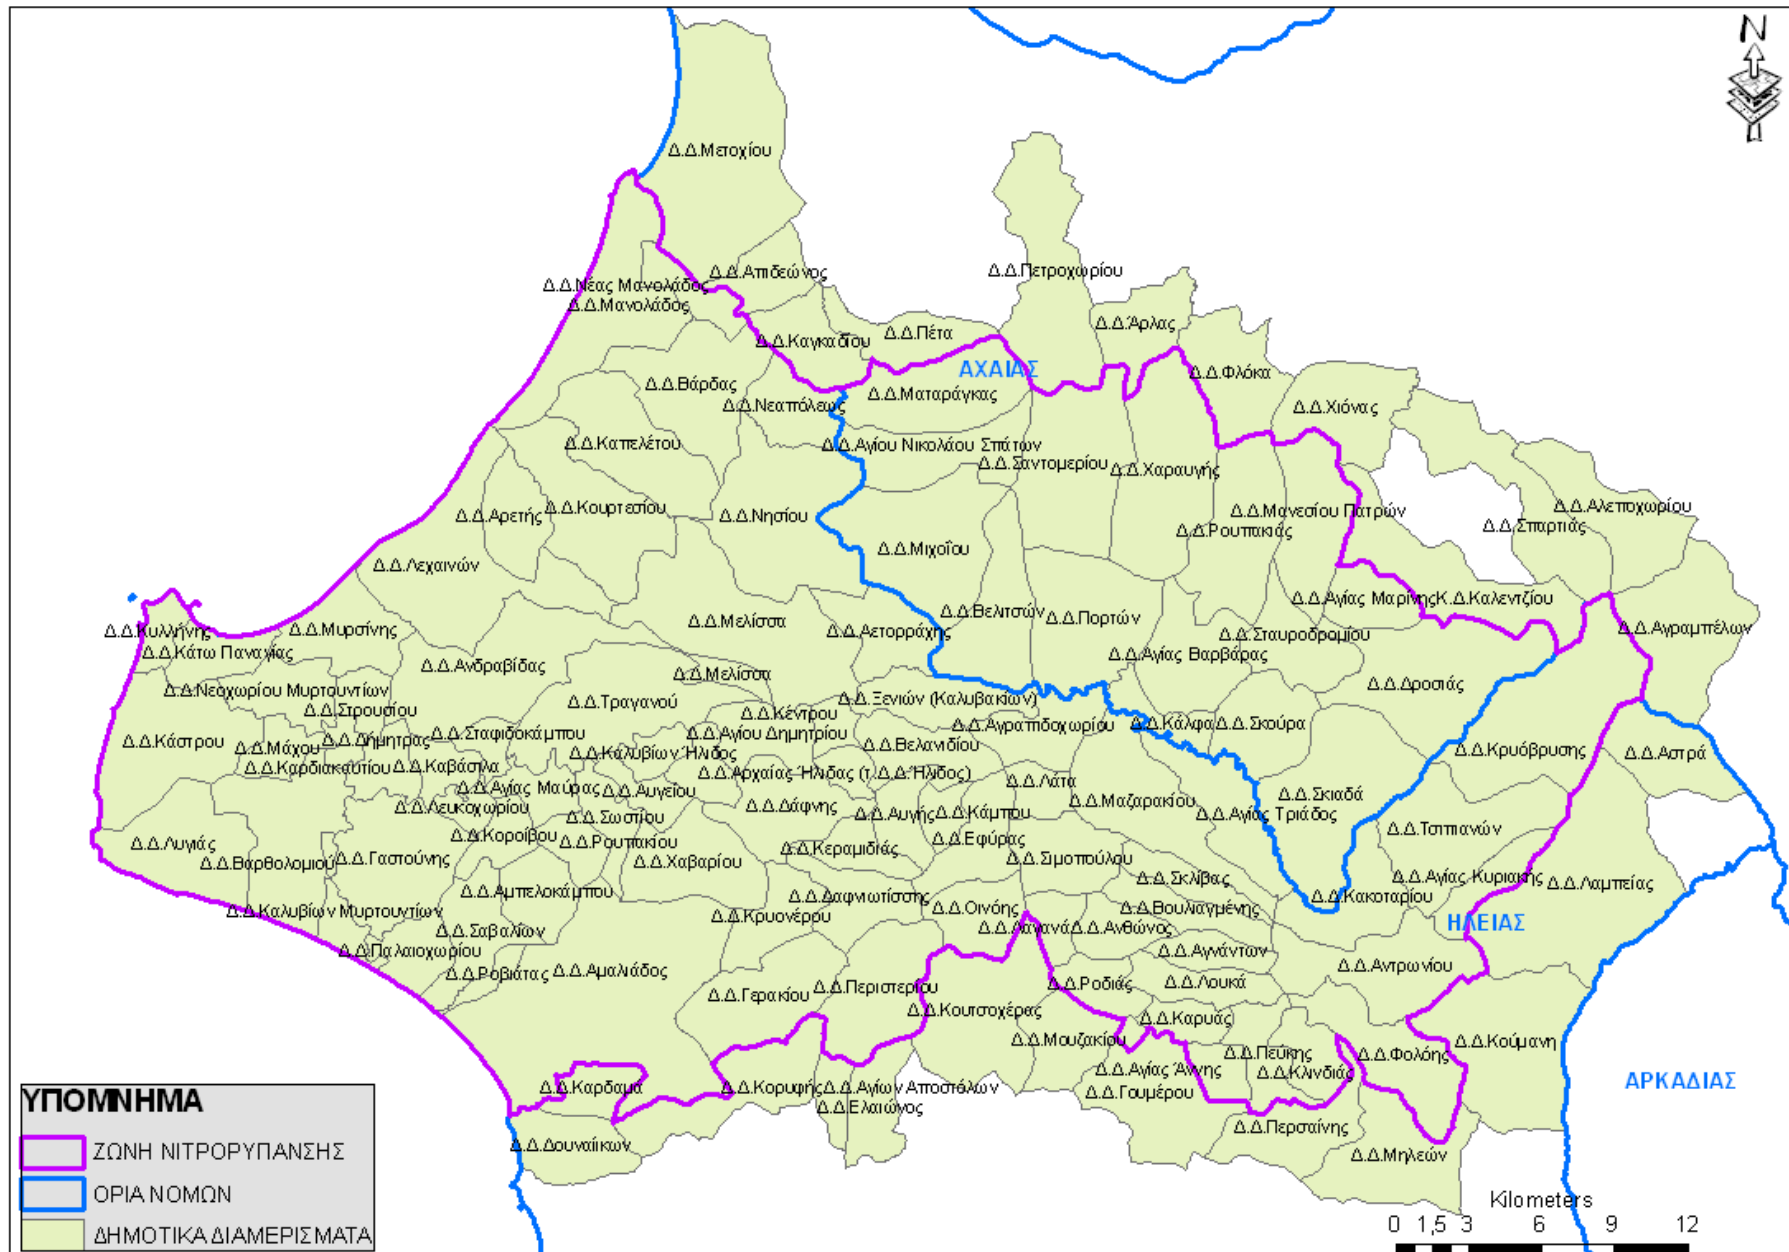 N
Δ.Δ.Μετοχίου
Δ.Δ.Πετροχωρίου
Δ.Δ.Απιδεώνος
Δ.Δ.Νέας Μανολάδος
Δ.Δ.Μανολάδος
Δ.Δ.Άρλας
Δ.Δ.Πέτα
Δ.Δ.Καγκαδίου
ΑΧΑΙΑΣ
Δ.Δ.Φλόκα
Δ.Δ.Βάρδας
Δ.Δ.Ματαράγκας
Δ.Δ.Νεαπόλεως
Δ.Δ.Χιόνας
Δ.Δ.Καπελέτου
Δ.Δ.Αγίου Νικολάου Σπάτων
Δ.Δ.Σαντομερίου
Δ.Δ.Χαραυγής
Δ.Δ.Αρετής
Δ.Δ.Κουρτεσίου
Δ.Δ.Νησίου
Δ.Δ.Μανεσίου Πατρών
Δ.Δ.Αλεποχωρίου
Δ.Δ.Ρουπακιάς
Δ.Δ.Σπαρτιάς
Δ.Δ.Μιχοΐου
Δ.Δ.Λεχαινών
Δ.Δ.Αγίας Μαρίνης
Κ.Δ.Καλεντζίου
Δ.Δ.Βελιτσών
Δ.Δ.Πορτών
Δ.Δ.Κυλλήνης
Δ.Δ.Μυρσίνης
Δ.Δ.Μελίσσα
Δ.Δ.Αετορράχης
Δ.Δ.Σταυροδρομίου
Δ.Δ.Αγραμπέλων
Δ.Δ.Κάτω Παναγίας
Δ.Δ.Αγίας Βαρβάρας
Δ.Δ.Ανδραβίδας
Δ.Δ.Μελίσσα
Δ.Δ.Δροσιάς
Δ.Δ.Νεοχωρίου Μυρτουντίων
Δ.Δ.Τραγανού
Δ.Δ.Ξενιών (Καλυβακίων)
Δ.Δ.Στρουσίου
Δ.Δ.Κέντρου
Δ.Δ.Αγραπιδοχωρίου
Δ.Δ.Κάλφα
Δ.Δ.Σκούρα
Δ.Δ.Κάστρου
Δ.Δ.Μάχου
Δ.Δ.Δήμητρας
Δ.Δ.Σταφιδοκάμπου
Δ.Δ.Αγίου Δημητρίου
Δ.Δ.Βελανιδίου
Δ.Δ.Κρυόβρυσης
Δ.Δ.Αστρά
Δ.Δ.Καλυβίων Ήλιδος
Δ.Δ.Καρδιακαυτίου
Δ.Δ.Καβάσιλα
Δ.Δ.Αρχαίας Ήλιδας (τ.Δ.Δ.Ήλιδος)
Δ.Δ.Λάτα
Δ.Δ.Αγίας Μαύρας
Δ.Δ.Αυγείου
Δ.Δ.Σκιαδά
Δ.Δ.Λευκοχωρίου
Δ.Δ.Δάφνης
Δ.Δ.Μαζαρακίου
Δ.Δ.Σωστίου
Δ.Δ.Αυγής
Δ.Δ.Κάμπου
Δ.Δ.Αγίας Τριάδος
Δ.Δ.Τσιπιανών
Δ.Δ.Κοροίβου
Δ.Δ.Λυγιάς
Δ.Δ.Ρουπακίου
Δ.Δ.Εφύρας
Δ.Δ.Κεραμιδιάς
Δ.Δ.Βαρθολομιού
Δ.Δ.Γαστούνης
Δ.Δ.Χαβαρίου
Δ.Δ.Σιμοπούλου
Δ.Δ.Σκλίβας
Δ.Δ.Αγίας Κυριακής
Δ.Δ.Λαμπείας
Δ.Δ.Αμπελοκάμπου
Δ.Δ.Δαφνιωτίσσης
Δ.Δ.Κακοταρίου
Δ.Δ.Καλυβίων Μυρτουντίων
Δ.Δ.Κρυονέρου
Δ.Δ.Οινόης
Δ.Δ.Βουλιαγμένης
ΗΛΕΙΑΣ
Δ.Δ.Σαβαλίων
Δ.Δ.Λαγανά
Δ.Δ.Ανθώνος
Δ.Δ.Παλαιοχωρίου
Δ.Δ.Αγνάντων
Δ.Δ.Ροβιάτας
Δ.Δ.Αμαλιάδος
Δ.Δ.Αντρωνίου
Δ.Δ.Γερακίου
Δ.Δ.Περιστερίου
Δ.Δ.Ροδιάς
Δ.Δ.Λουκά
Δ.Δ.Κουτσοχέρας
Δ.Δ.Καρυάς
Δ.Δ.Μουζακίου
Δ.Δ.Κούμανη
Δ.Δ.Πεύκης
Δ.Δ.Φολόης
Δ.Δ.Αγίας Άννης
Δ.Δ.Κλινδιάς
ΑΡΚΑΔΙΑΣ
Δ.Δ.Καρδαμά
Δ.Δ.Κορυφής
Δ.Δ.Αγίων Αποστόλων
Δ.Δ.Γουμέρου
Δ.Δ.Ελαιώνος
Δ.Δ.Περσαίνης
Δ.Δ.Δουναίικων
Δ.Δ.Μηλεών
ΥΠΟΜΝΗΜΑ
ΖΩΝΗ ΝΙΤΡΟΡΥΠΑΝΣΗΣ
ΟΡΙΑ ΝΟΜΩΝ
ΔΗΜΟΤΙΚΑ ΔΙΑΜΕΡΙΣΜΑΤΑ
Kilometers
0 1,5 3 6 9 12